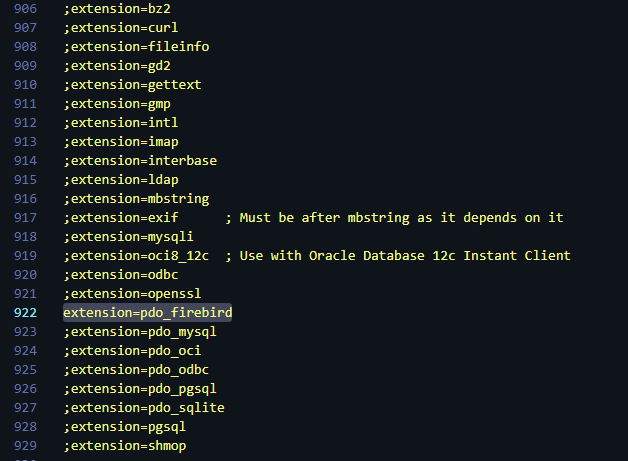 906 ;extension=bz2
907 ;extension=curl
908 ;extension=fileinfo
909 ;extension=gd2
910 ;extension=gettext
911 ;extension=gmp
912 ;extension=intl
913 ;extension=imap
914 ;extension=interbase
915 ;extension=ldap
916 ;extension=mbstring
917 ;extension=exif      ; Must be after mbstring as it depends on it
918 ;extension=mysqli
919 ;extension=oci8_12c  ; Use with Oracle Database 12c Instant Client
920 ;extension=odbc
921 ;extension=openssl
922 extension=pdo_firebird
923 ;extension=pdo_mysql
924 ;extension=pdo_oci
925 ;extension=pdo_odbc
926 ;extension=pdo_pgsql
927 ;extension=pdo_sqlite
928 ;extension=pgsql
929 ;extension=shmop